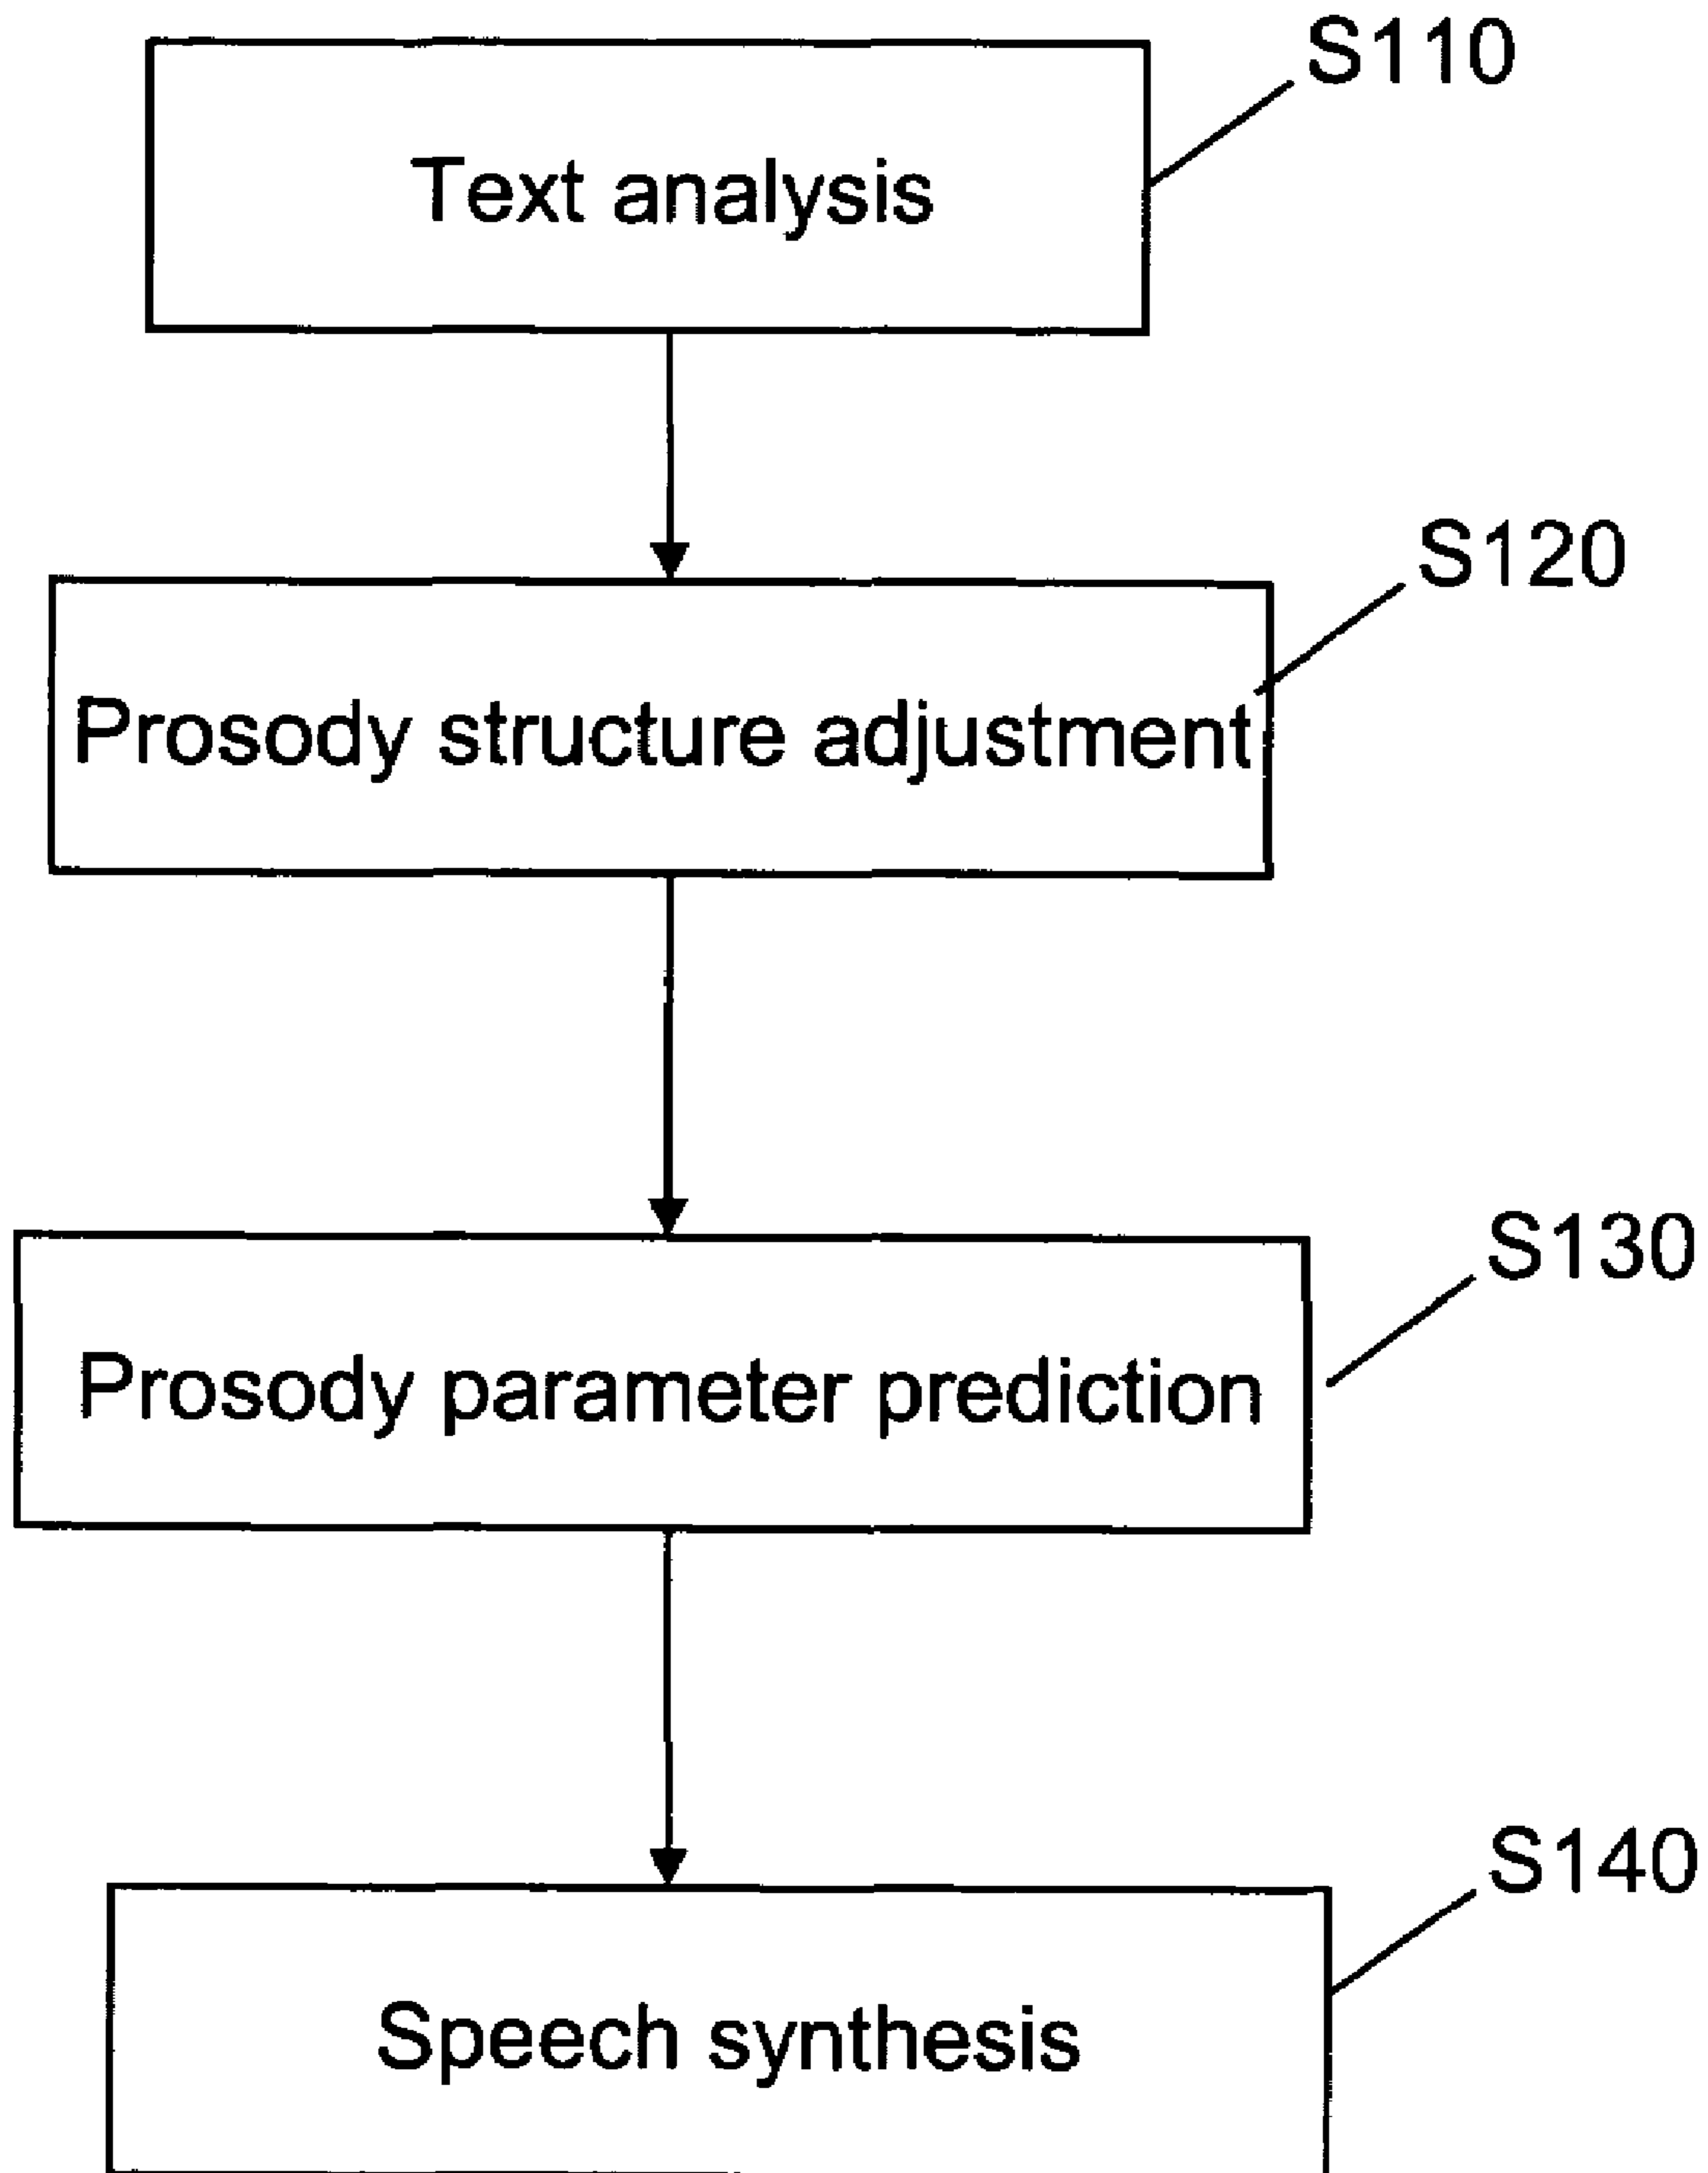 S110
Text analysis
S120
Prosody structure adjustment
S130
Prosody parameter prediction
S140
Speech synthesis